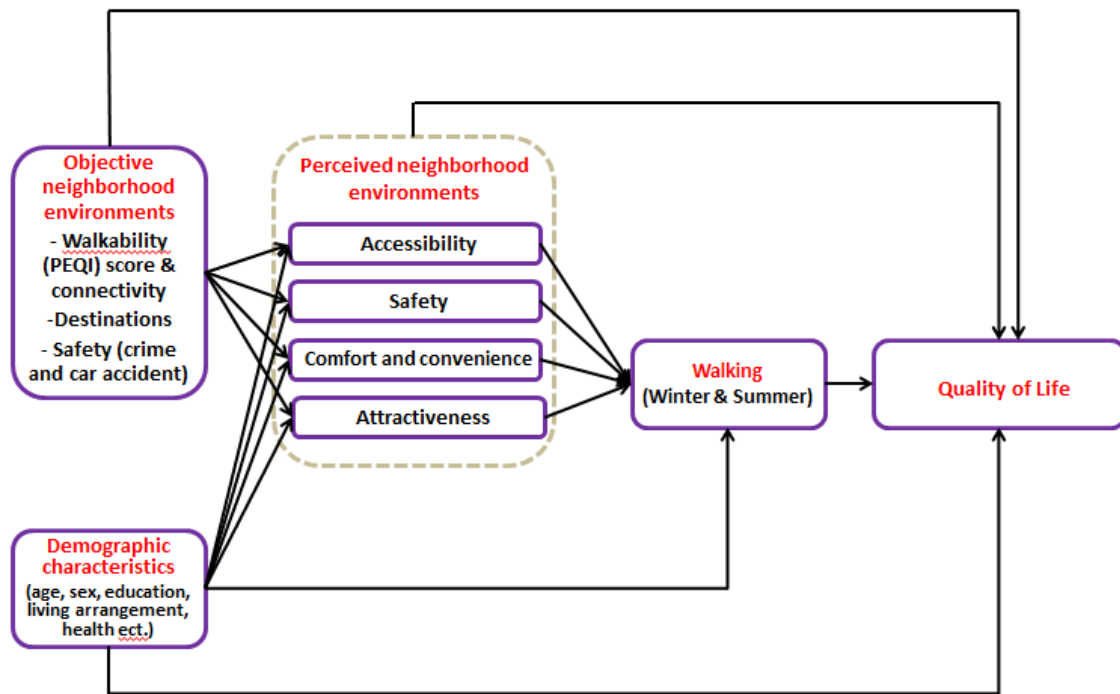 Objective
neighborhood
environments
- Walkability
(PEQI) score &
connectivity
-Destinations
- Safety (crime
and car accident)
Perceived neighborhood
environments
Accessibility
Safety
Comfort and convenience
Attractiveness
Walking
(Winter & Summer)
Quality of Life
Demographic
characteristics
(age, sex, education,
living arrangement,
health ect.)